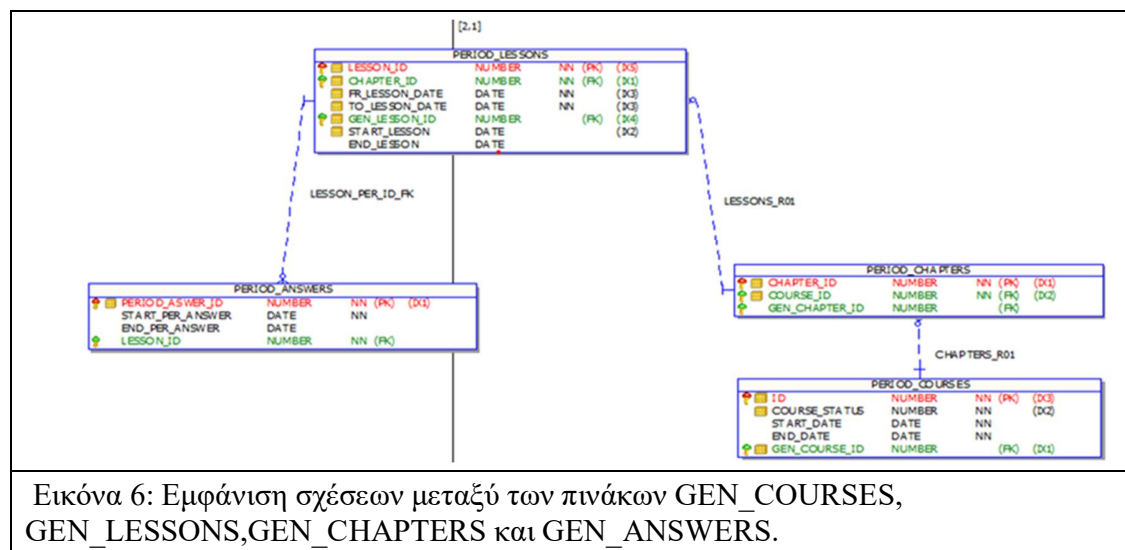 [2,1]
PERIOD_LESSONS
LESSON_ID NUMBER NN (PK) (IX5)
CHAPTER_ID NUMBER NN (FK) (IX1)
FR_LESSON_DATE DATE NN (IX3)
TO_LESSON_DATE DATE NN (IX3)
GEN_LESSON_ID NUMBER (FK) (IX4)
START_LESSON DATE (IX2)
END_LESSON DATE
LESSON_PER_ID_FK
LESSONS_R01
PERIOD_ANSWERS
PERIOD_ASWER_ID NUMBER NN (PK) (IX1)
START_PER_ANSWER DATE NN
END_PER_ANSWER DATE
LESSON_ID NUMBER NN (FK)
PERIOD_CHAPTERS
CHAPTER_ID NUMBER NN (PK) (IX1)
COURSE_ID NUMBER NN (FK) (IX2)
GEN_CHAPTER_ID NUMBER (FK)
CHAPTERS_R01
PERIOD_COURSES
ID NUMBER NN (PK) (IX3)
COURSE_STATUS NUMBER NN (IX2)
START_DATE DATE NN
END_DATE DATE NN
GEN_COURSE_ID NUMBER (FK) (IX1)
Εικόνα 6: Εμφάνιση σχέσεων μεταξύ των πινάκων GEN_COURSES,
GEN_LESSONS,GEN_CHAPTERS και GEN_ANSWERS.